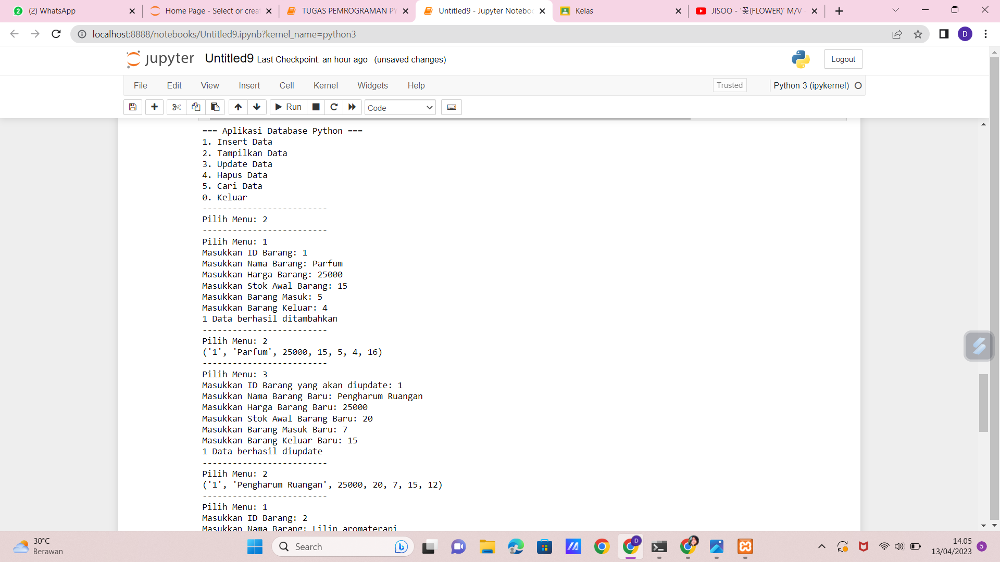 (2) WhatsApp
Home Page - Select or crea
TUGAS PEMROGRAMAN PY
Untitled9 - Jupyter Notebo
Kelas
JISOO - '꽃(FLOWER)' M/V -
localhost:8888/notebooks/Untitled9.ipynb?kernel_name=python3
D
jupyter Untitled9 Last Checkpoint: an hour ago (unsaved changes)
Logout
File Edit View Insert Cell Kernel Widgets Help
Trusted
Python 3 (ipykernel)
Run
Code
=== Aplikasi Database Python ===
1. Insert Data
2. Tampilkan Data
3. Update Data
4. Hapus Data
5. Cari Data
0. Keluar
-------------------------
Pilih Menu: 2
-------------------------
Pilih Menu: 1
Masukkan ID Barang: 1
Masukkan Nama Barang: Parfum
Masukkan Harga Barang: 25000
Masukkan Stok Awal Barang: 15
Masukkan Barang Masuk: 5
Masukkan Barang Keluar: 4
1 Data berhasil ditambahkan
-------------------------
Pilih Menu: 2
('1', 'Parfum', 25000, 15, 5, 4, 16)
-------------------------
Pilih Menu: 3
Masukkan ID Barang yang akan diupdate: 1
Masukkan Nama Barang Baru: Pengharum Ruangan
Masukkan Harga Barang Baru: 25000
Masukkan Stok Awal Barang Baru: 20
Masukkan Barang Masuk Baru: 7
Masukkan Barang Keluar Baru: 15
1 Data berhasil diupdate
-------------------------
Pilih Menu: 2
('1', 'Pengharum Ruangan', 25000, 20, 7, 15, 12)
-------------------------
Pilih Menu: 1
Masukkan ID Barang: 2
Masukkan Nama Barang: Lilin aromaterapi
30°C
Berawan
Search
D
14.05
13/04/2023
5